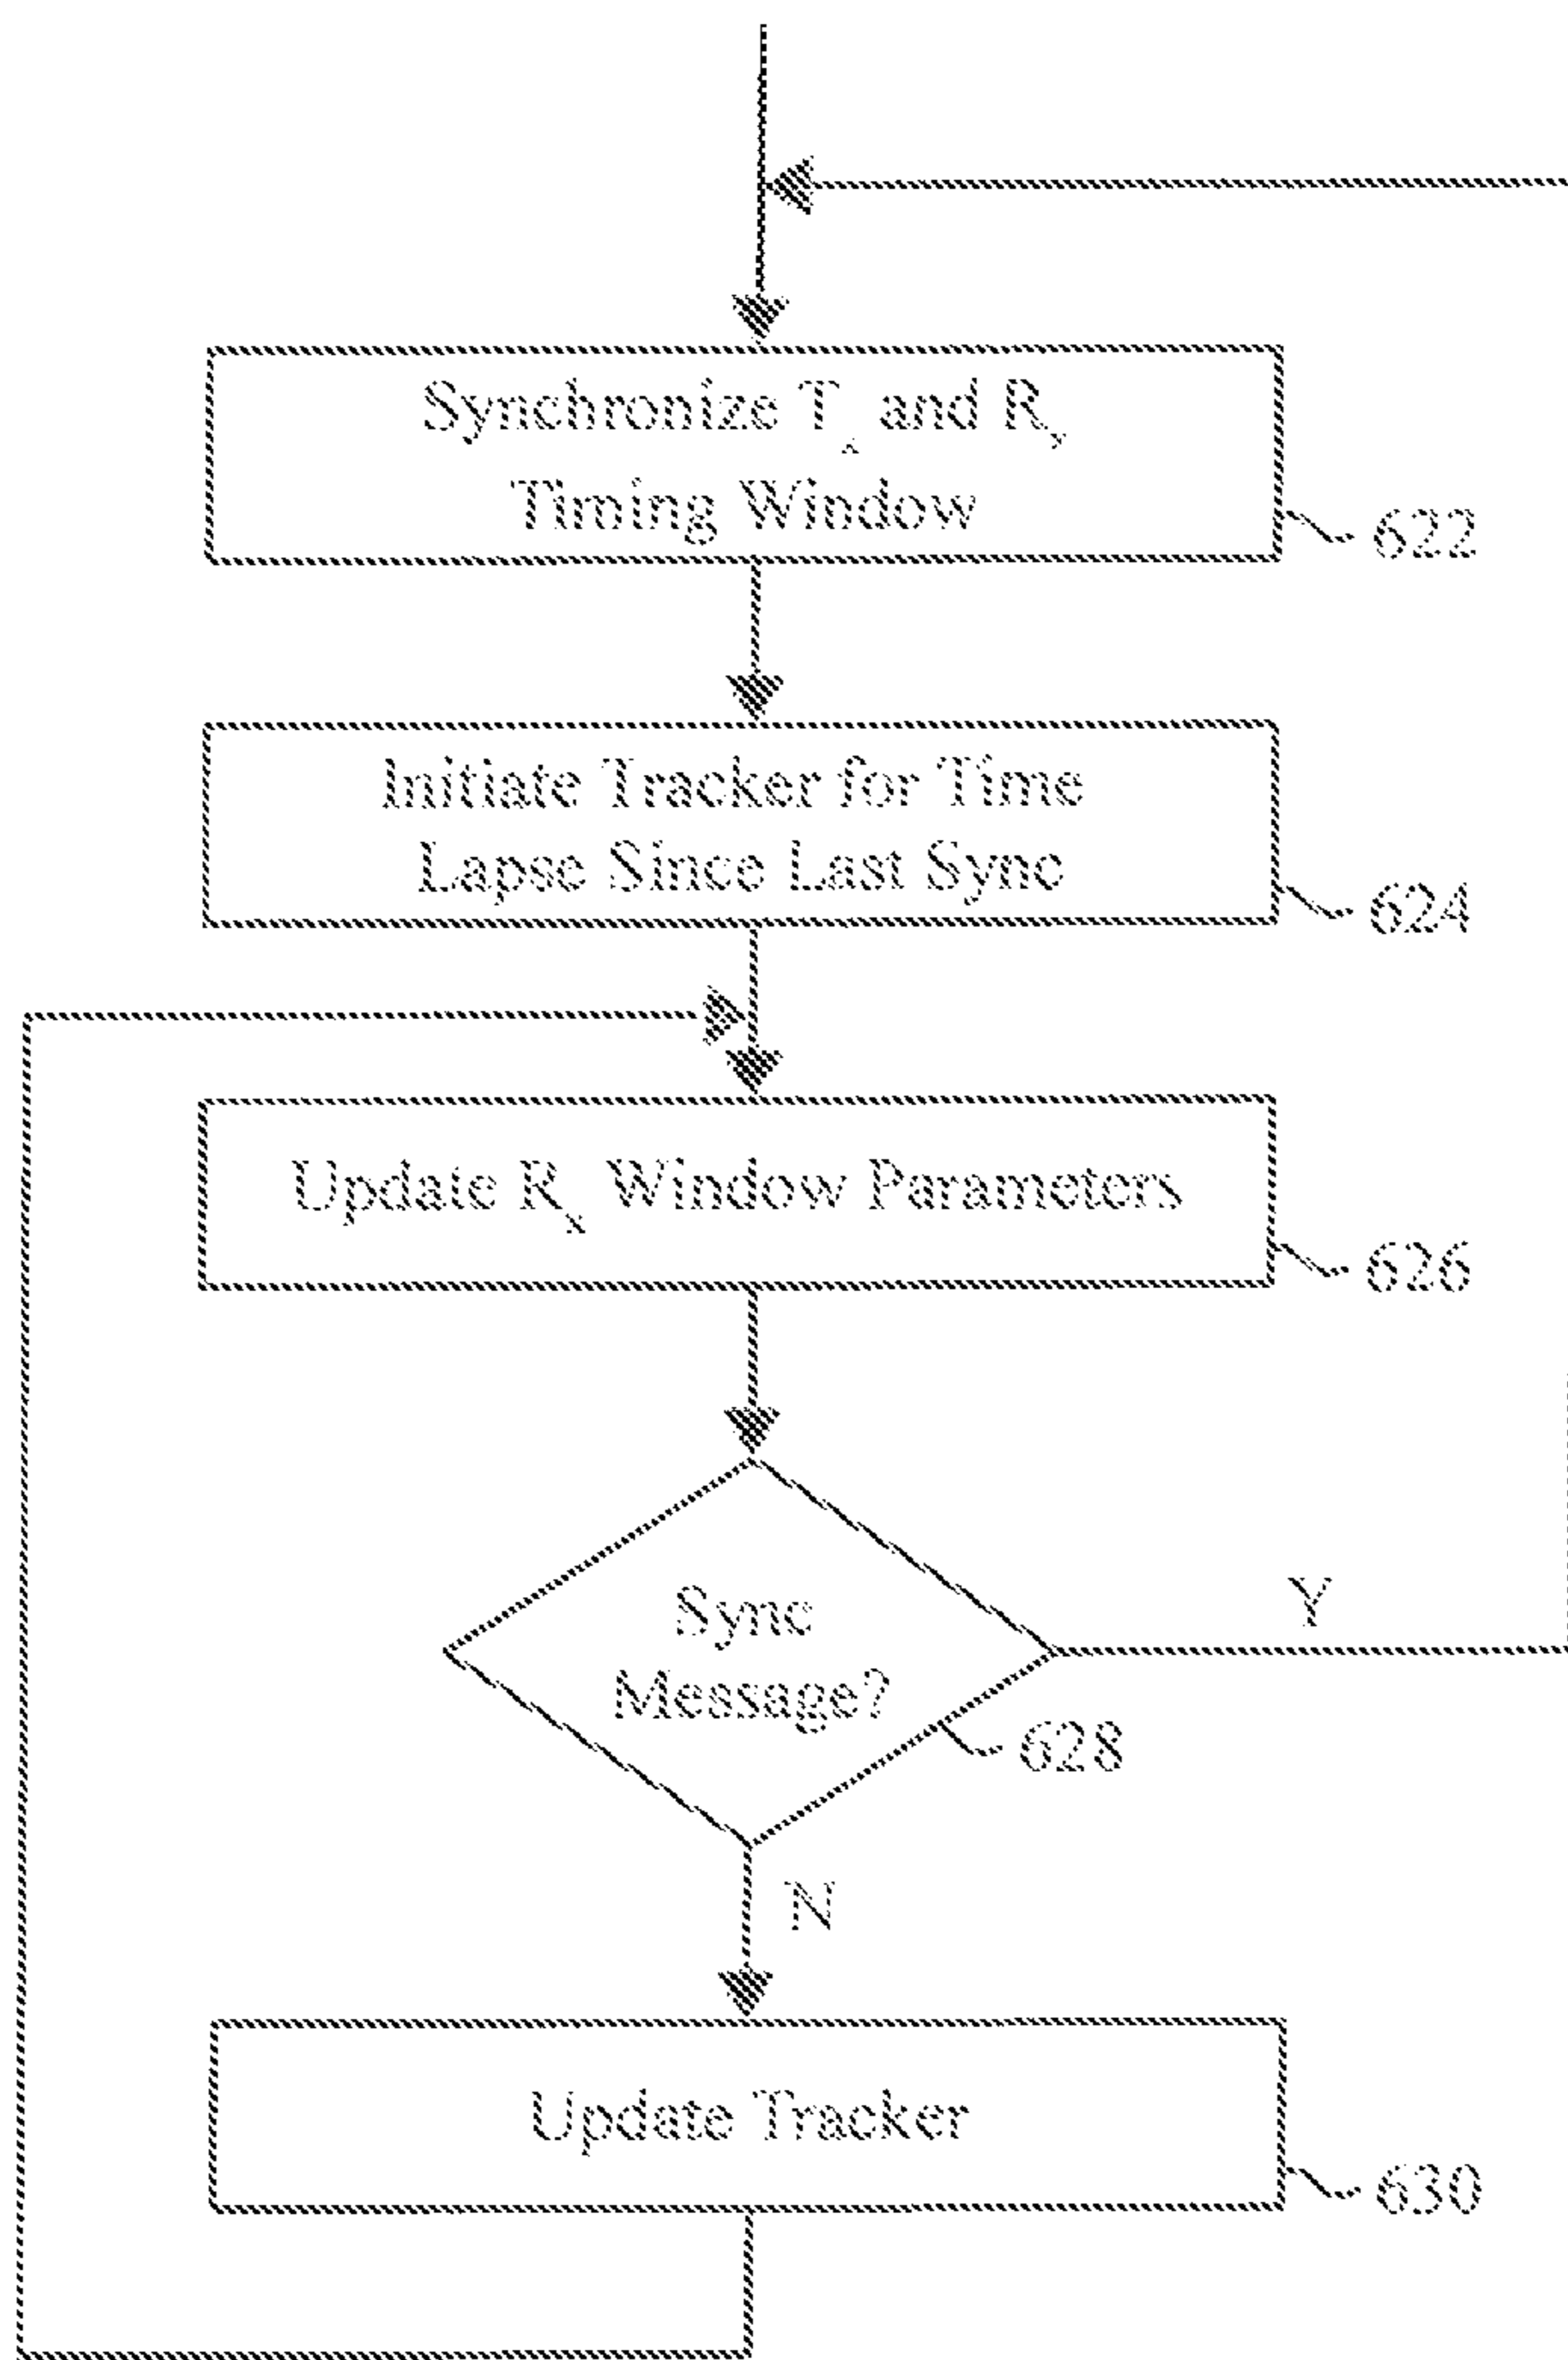 Synchronize Tx and Rx
Timing Window
622
Initiate Tracker for Time
Lapse Since Last Sync
624
Update Rx Window Parameters
626
Sync
Message?
Y
628
N
Update Tracker
630